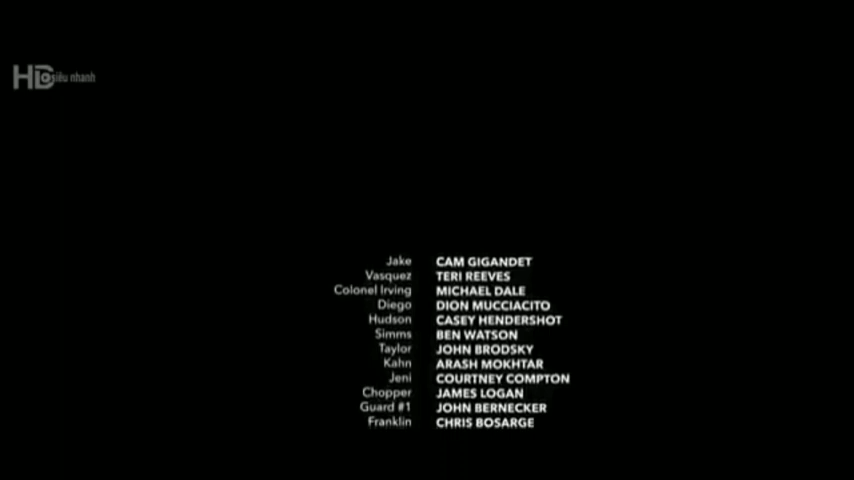 HD siêu nhanh
Jake CAM GIGANDET
Vasquez TERI REEVES
Colonel Irving MICHAEL DALE
Diego DION MUCCIACITO
Hudson CASEY HENDERSHOT
Simms BEN WATSON
Taylor JOHN BRODSKY
Kahn ARASH MOKHTAR
Jeni COURTNEY COMPTON
Chopper JAMES LOGAN
Guard #1 JOHN BERNECKER
Franklin CHRIS BOSARGE